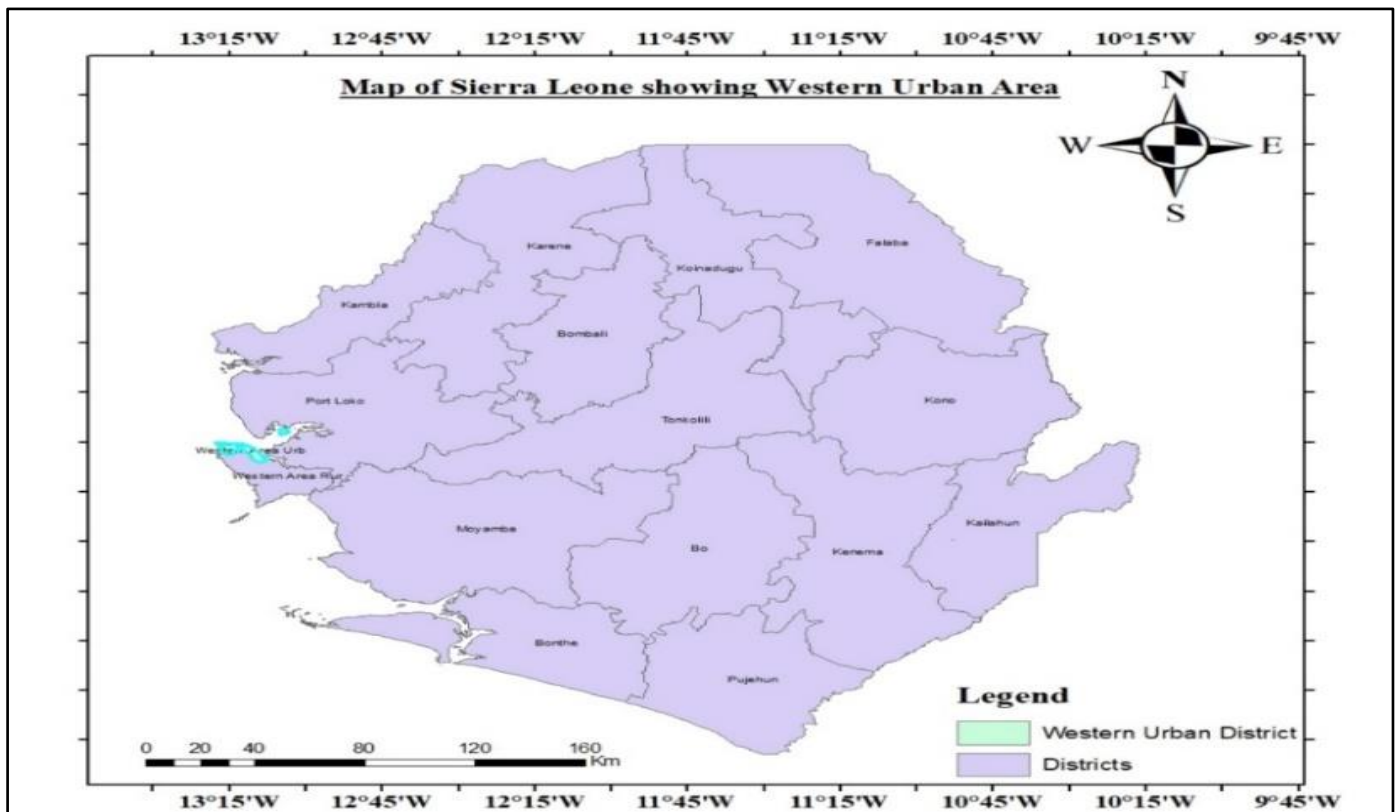 13°15'W 12°45'W 12°15'W 11°45'W 11°15'W 10°45'W 10°15'W 9°45'W
Map of Sierra Leone showing Western Urban Area
N
W E
S
Karene
Falaba
Koinadugu
Kambia
Bombali
Port Loko
Kono
Tonkolili
Western Area Urb
Western Area Rur
Kailahun
Moyamba
Bo
Kenema
Bonthe
Pujehun
Legend
Western Urban District
Districts
0 20 40 80 120 160
Km
13°15'W 12°45'W 12°15'W 11°45'W 11°15'W 10°45'W 10°15'W 9°45'W